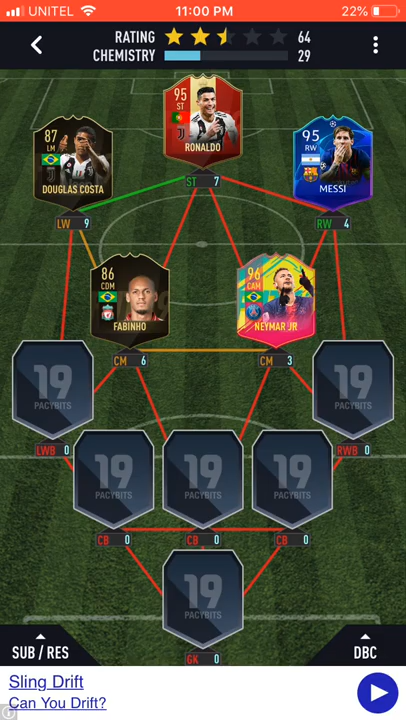 UNITEL 11:00 PM 22%
RATING 64
CHEMISTRY 29
95
ST
RONALDO
87
LM
DOUGLAS COSTA
95
RW
MESSI
ST 7
LW 9
RW 4
86
CDM
FABINHO
96
CAM
NEYMAR JR
CM 6
CM 3
19
PACYBITS
19
PACYBITS
LWB 0
RWB 0
19
PACYBITS
19
PACYBITS
19
PACYBITS
CB 0
CB 0
CB 0
19
PACYBITS
SUB / RES
DBC
GK 0
Sling Drift
Can You Drift?